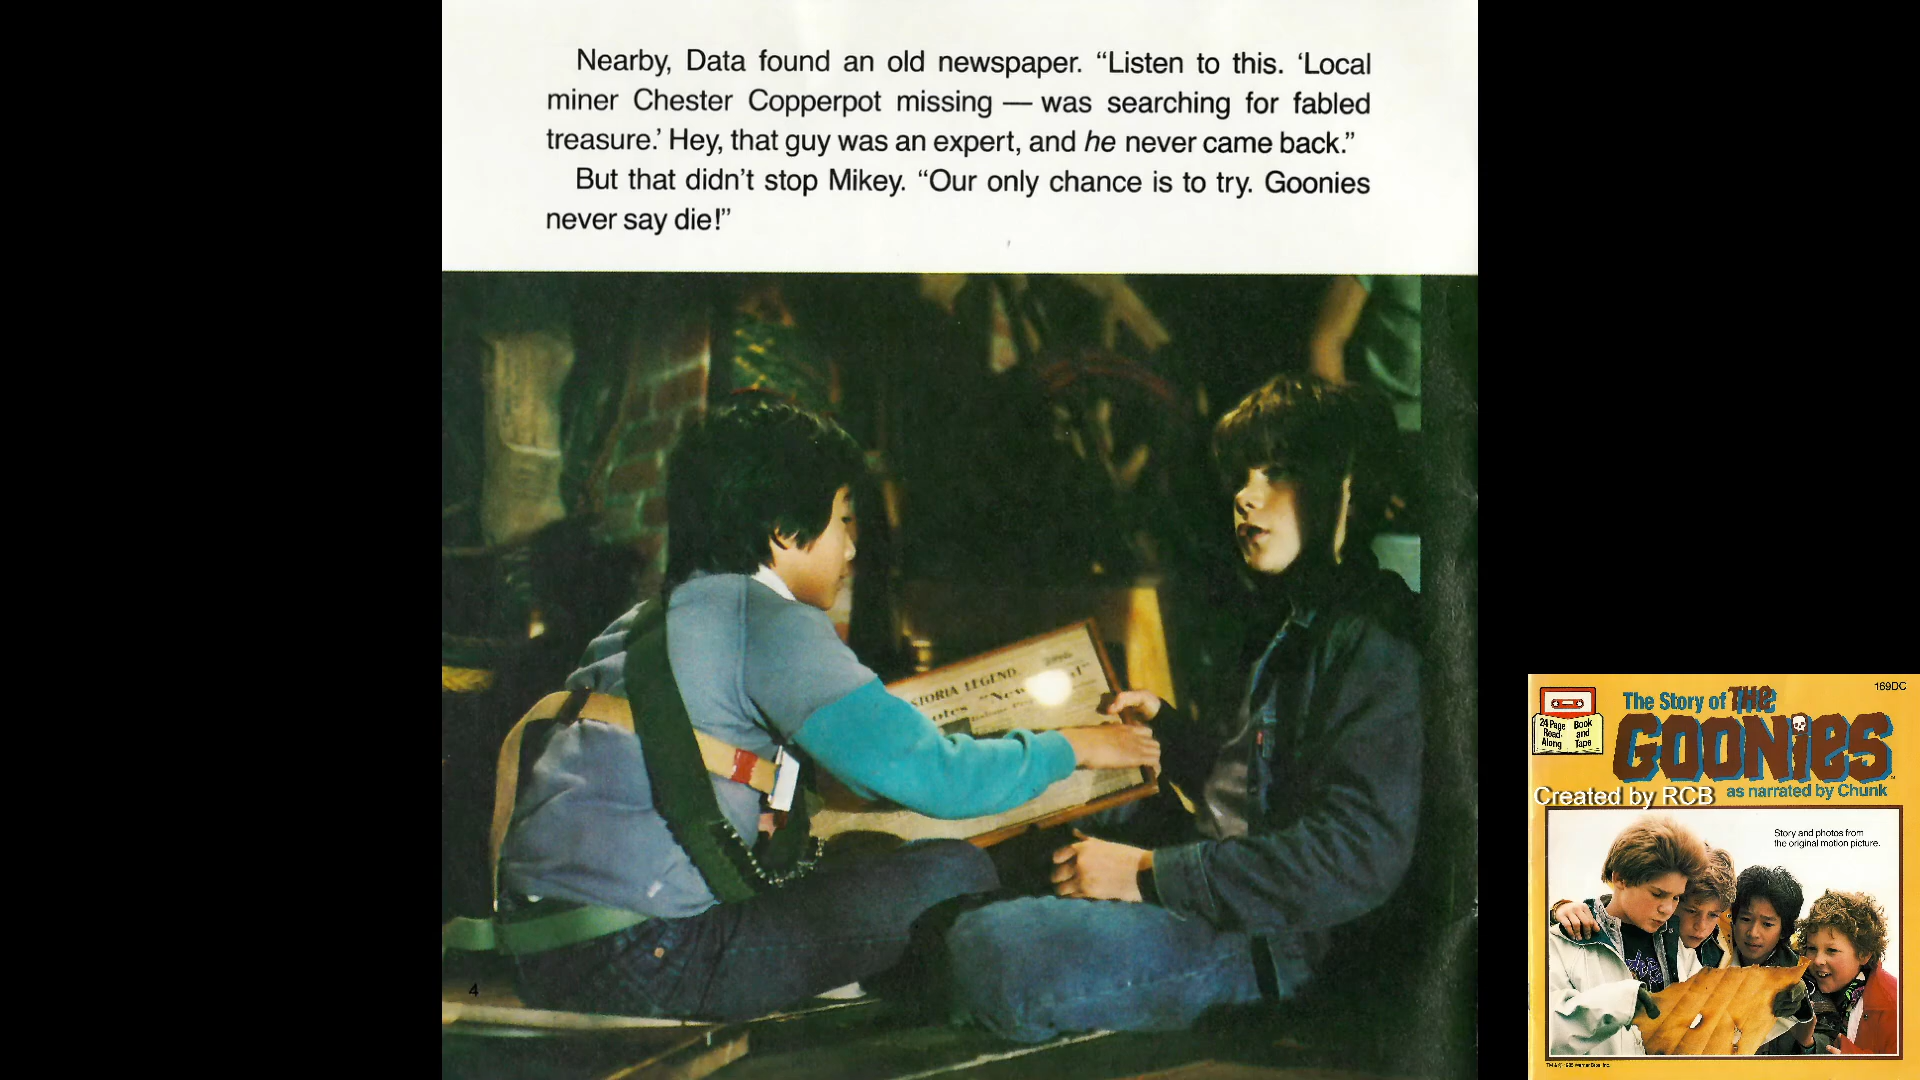 Nearby, Data found an old newspaper. “Listen to this. ‘Local
miner Chester Copperpot missing — was searching for fabled
treasure.’ Hey, that guy was an expert, and he never came back.”
But that didn’t stop Mikey. “Our only chance is to try. Goonies
never say die!”
STORIA LEGEND
4
169DC
The Story of THE
GOONIES
as narrated by Chunk
24 Page Book
Read- and
Along Tape
Created by RCB
Story and photos from
the original motion picture.